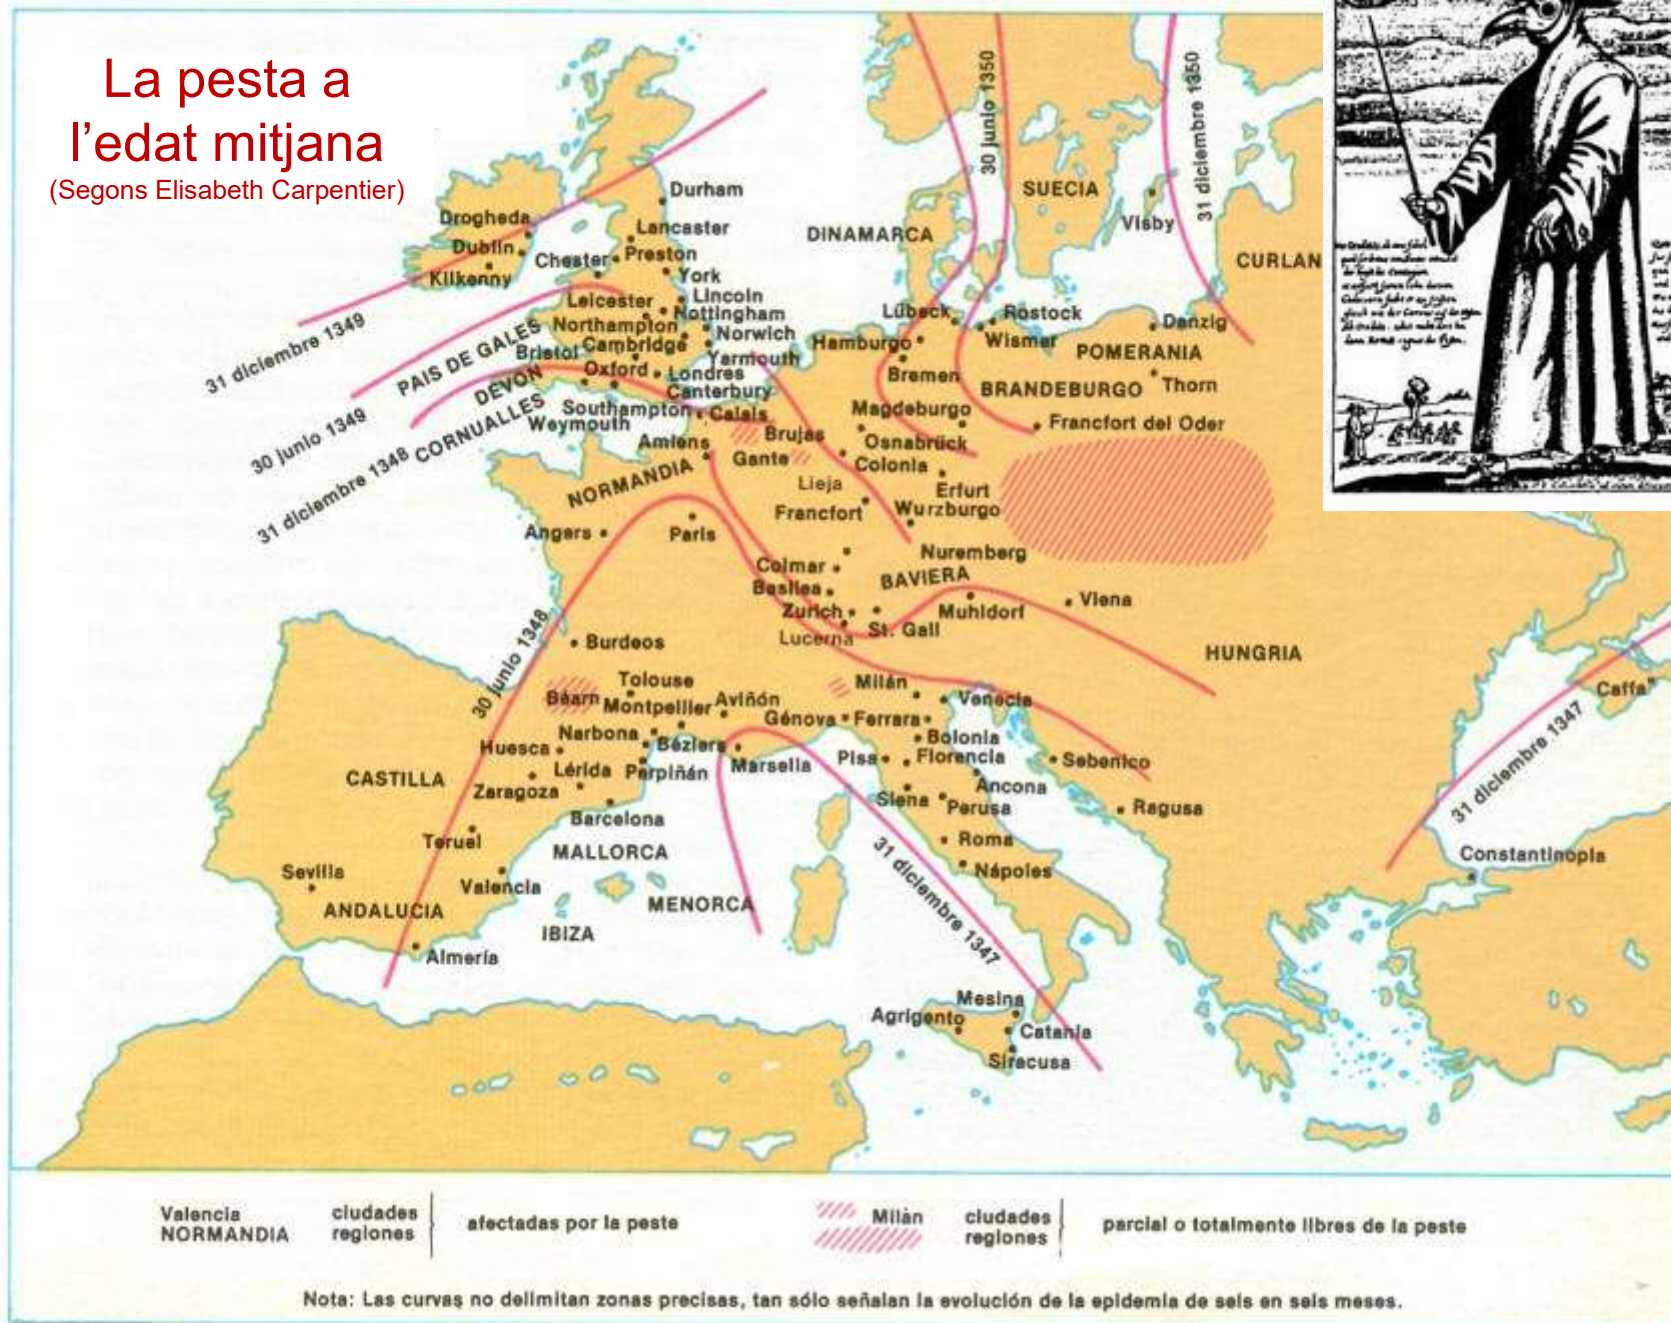 La pesta a
l'edat mitjana
(Segons Elisabeth Carpentier)
30 junio 1350
31 diciembre 1350
SUECIA
Visby
DINAMARCA
CURLAN
Durham
Drogheda
Lancaster
Dublin
Chester
Preston
Kilkenny
York
Leicester
Lincoln
Nottingham
Northampton
Norwich
Bristol
Cambridge
Yarmouth
Oxford
Londres
Canterbury
PAIS DE GALES
DEVON
CORNUALLES
Southampton
Weymouth
31 diciembre 1349
30 junio 1349
31 diciembre 1348
Lübeck
Rostock
Danzig
Hamburgo
Wismar
POMERANIA
Bremen
BRANDEBURGO
Thorn
Magdeburgo
Francfort del Oder
Osnabrück
Calais
Brujas
Amiens
Gante
Colonia
NORMANDIA
Lieja
Erfurt
Francfort
Wurzburgo
Angers
Paris
Nuremberg
Colmar
BAVIERA
Basilea
Zurich
Muhldorf
Viena
Lucerna
St. Gall
30 junio 1348
Burdeos
HUNGRIA
Tolouse
Milán
Béarn
Montpellier
Aviñón
Venecia
Caffa
Génova
Ferrara
Narbona
Bolonia
Huesca
Béziers
Pisa
Florencia
Sebenico
CASTILLA
Lérida
Perpiñán
Marsella
Zaragoza
Ancona
Siena
Perusa
Ragusa
31 diciembre 1347
Barcelona
Teruel
Roma
MALLORCA
Constantinopla
Sevilla
Valencia
Nápoles
ANDALUCIA
MENORCA
31 diciembre 1347
IBIZA
Almería
Mesina
Agrigento
Catania
Siracusa
Valencia ciudades
NORMANDIA regiones
afectadas por la peste
Milàn ciudades
regiones
parcial o totalmente libres de la peste
Nota: Las curvas no delimitan zonas precisas, tan sólo señalan la evolución de la epidemia de seis en seis meses.